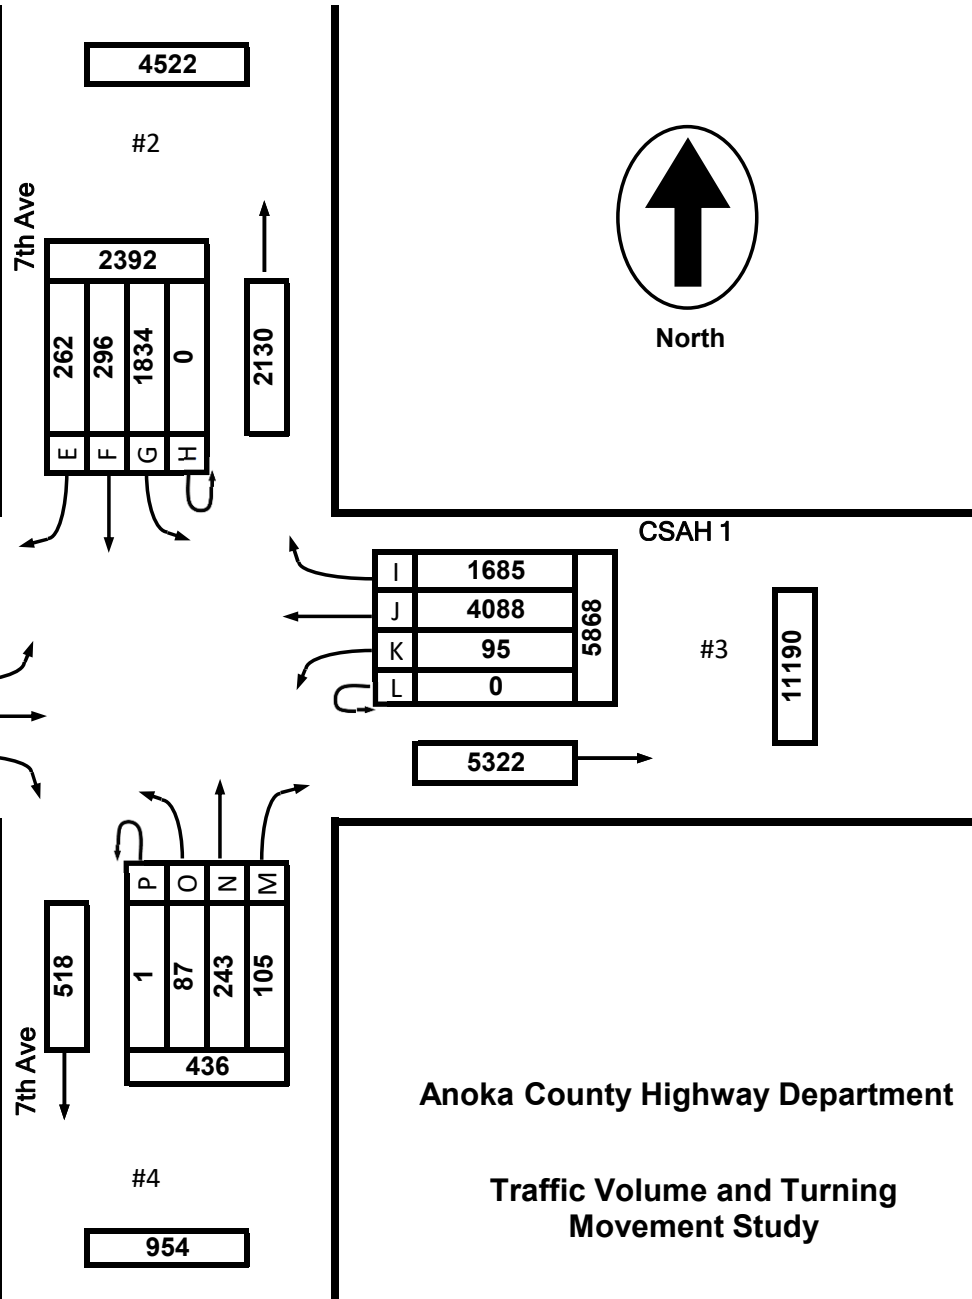 4522
#2
7th Ave
2392
262
296
1834
0
2130
E
F
G
H
North
CSAH 1
I
1685
J
4088
K
95
L
0
5868
#3
11190
5322
P
O
N
M
1
87
243
105
436
518
7th Ave
#4
954
Anoka County Highway Department
Traffic Volume and Turning
Movement Study